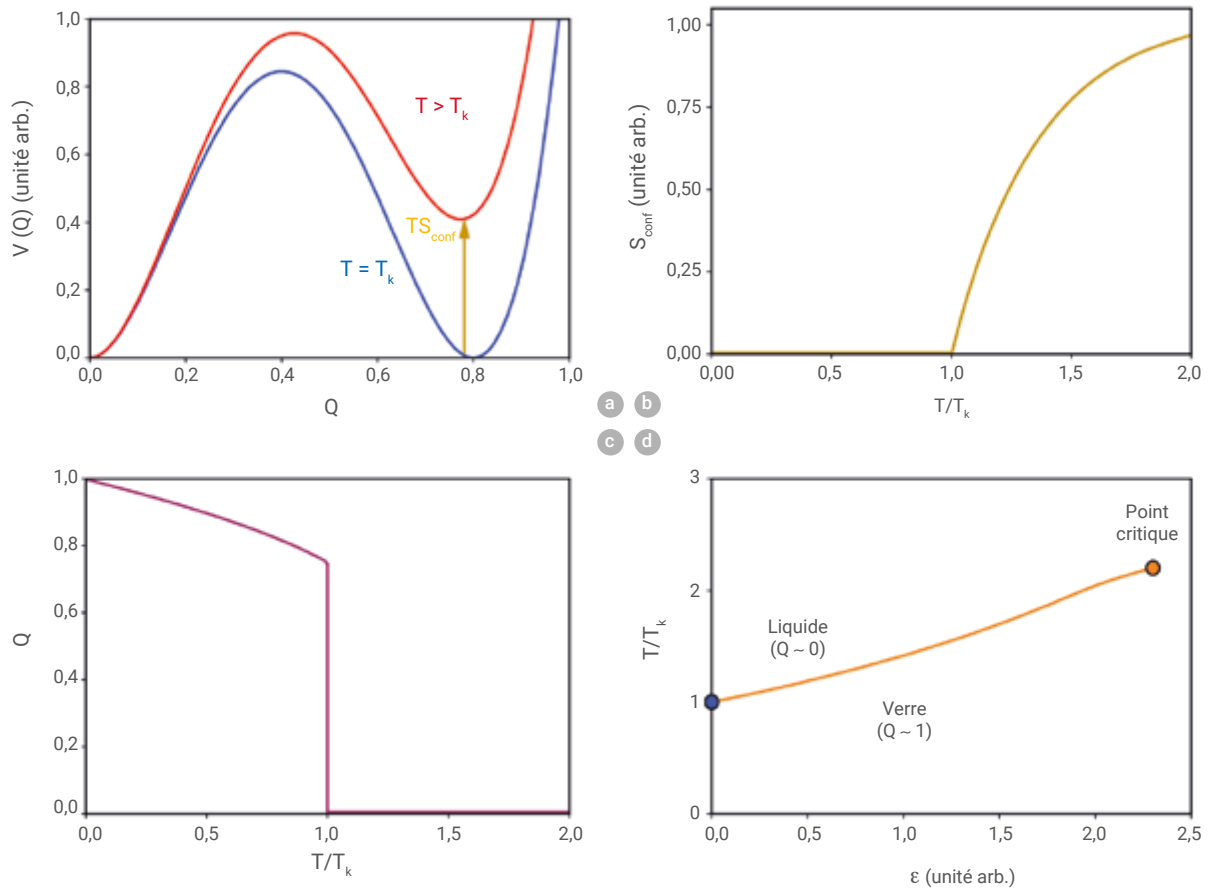 1,0
0,8
0,6
0,4
0,2
0,0
V (Q) (unité arb.)
T > Tk
TSconf
T = Tk
0,0 0,2 0,4 0,6 0,8 1,0
Q
1,00
0,75
0,50
0,25
0,00
Sconf (unité arb.)
0,00 0,5 1,0 1,5 2,0
T/Tk
a b
c d
1,0
0,8
0,6
0,4
0,2
0,0
Q
0,0 0,5 1,0 1,5 2,0
T/Tk
3
2
1
0
T/Tk
Point
critique
Liquide
(Q ~ 0)
Verre
(Q ~ 1)
0,0 0,5 1,0 1,5 2,0 2,5
ε (unité arb.)